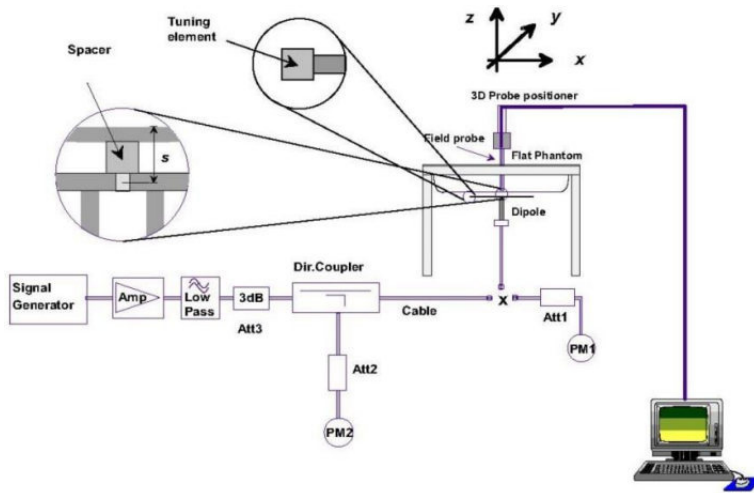 z
y
x
Tuning
element
Spacer
s
3D Probe positioner
Field probe
Flat Phantom
Dipole
Signal
Generator
Amp
Low
Pass
3dB
Att3
Dir.Coupler
Cable
x
Att1
PM1
Att2
PM2